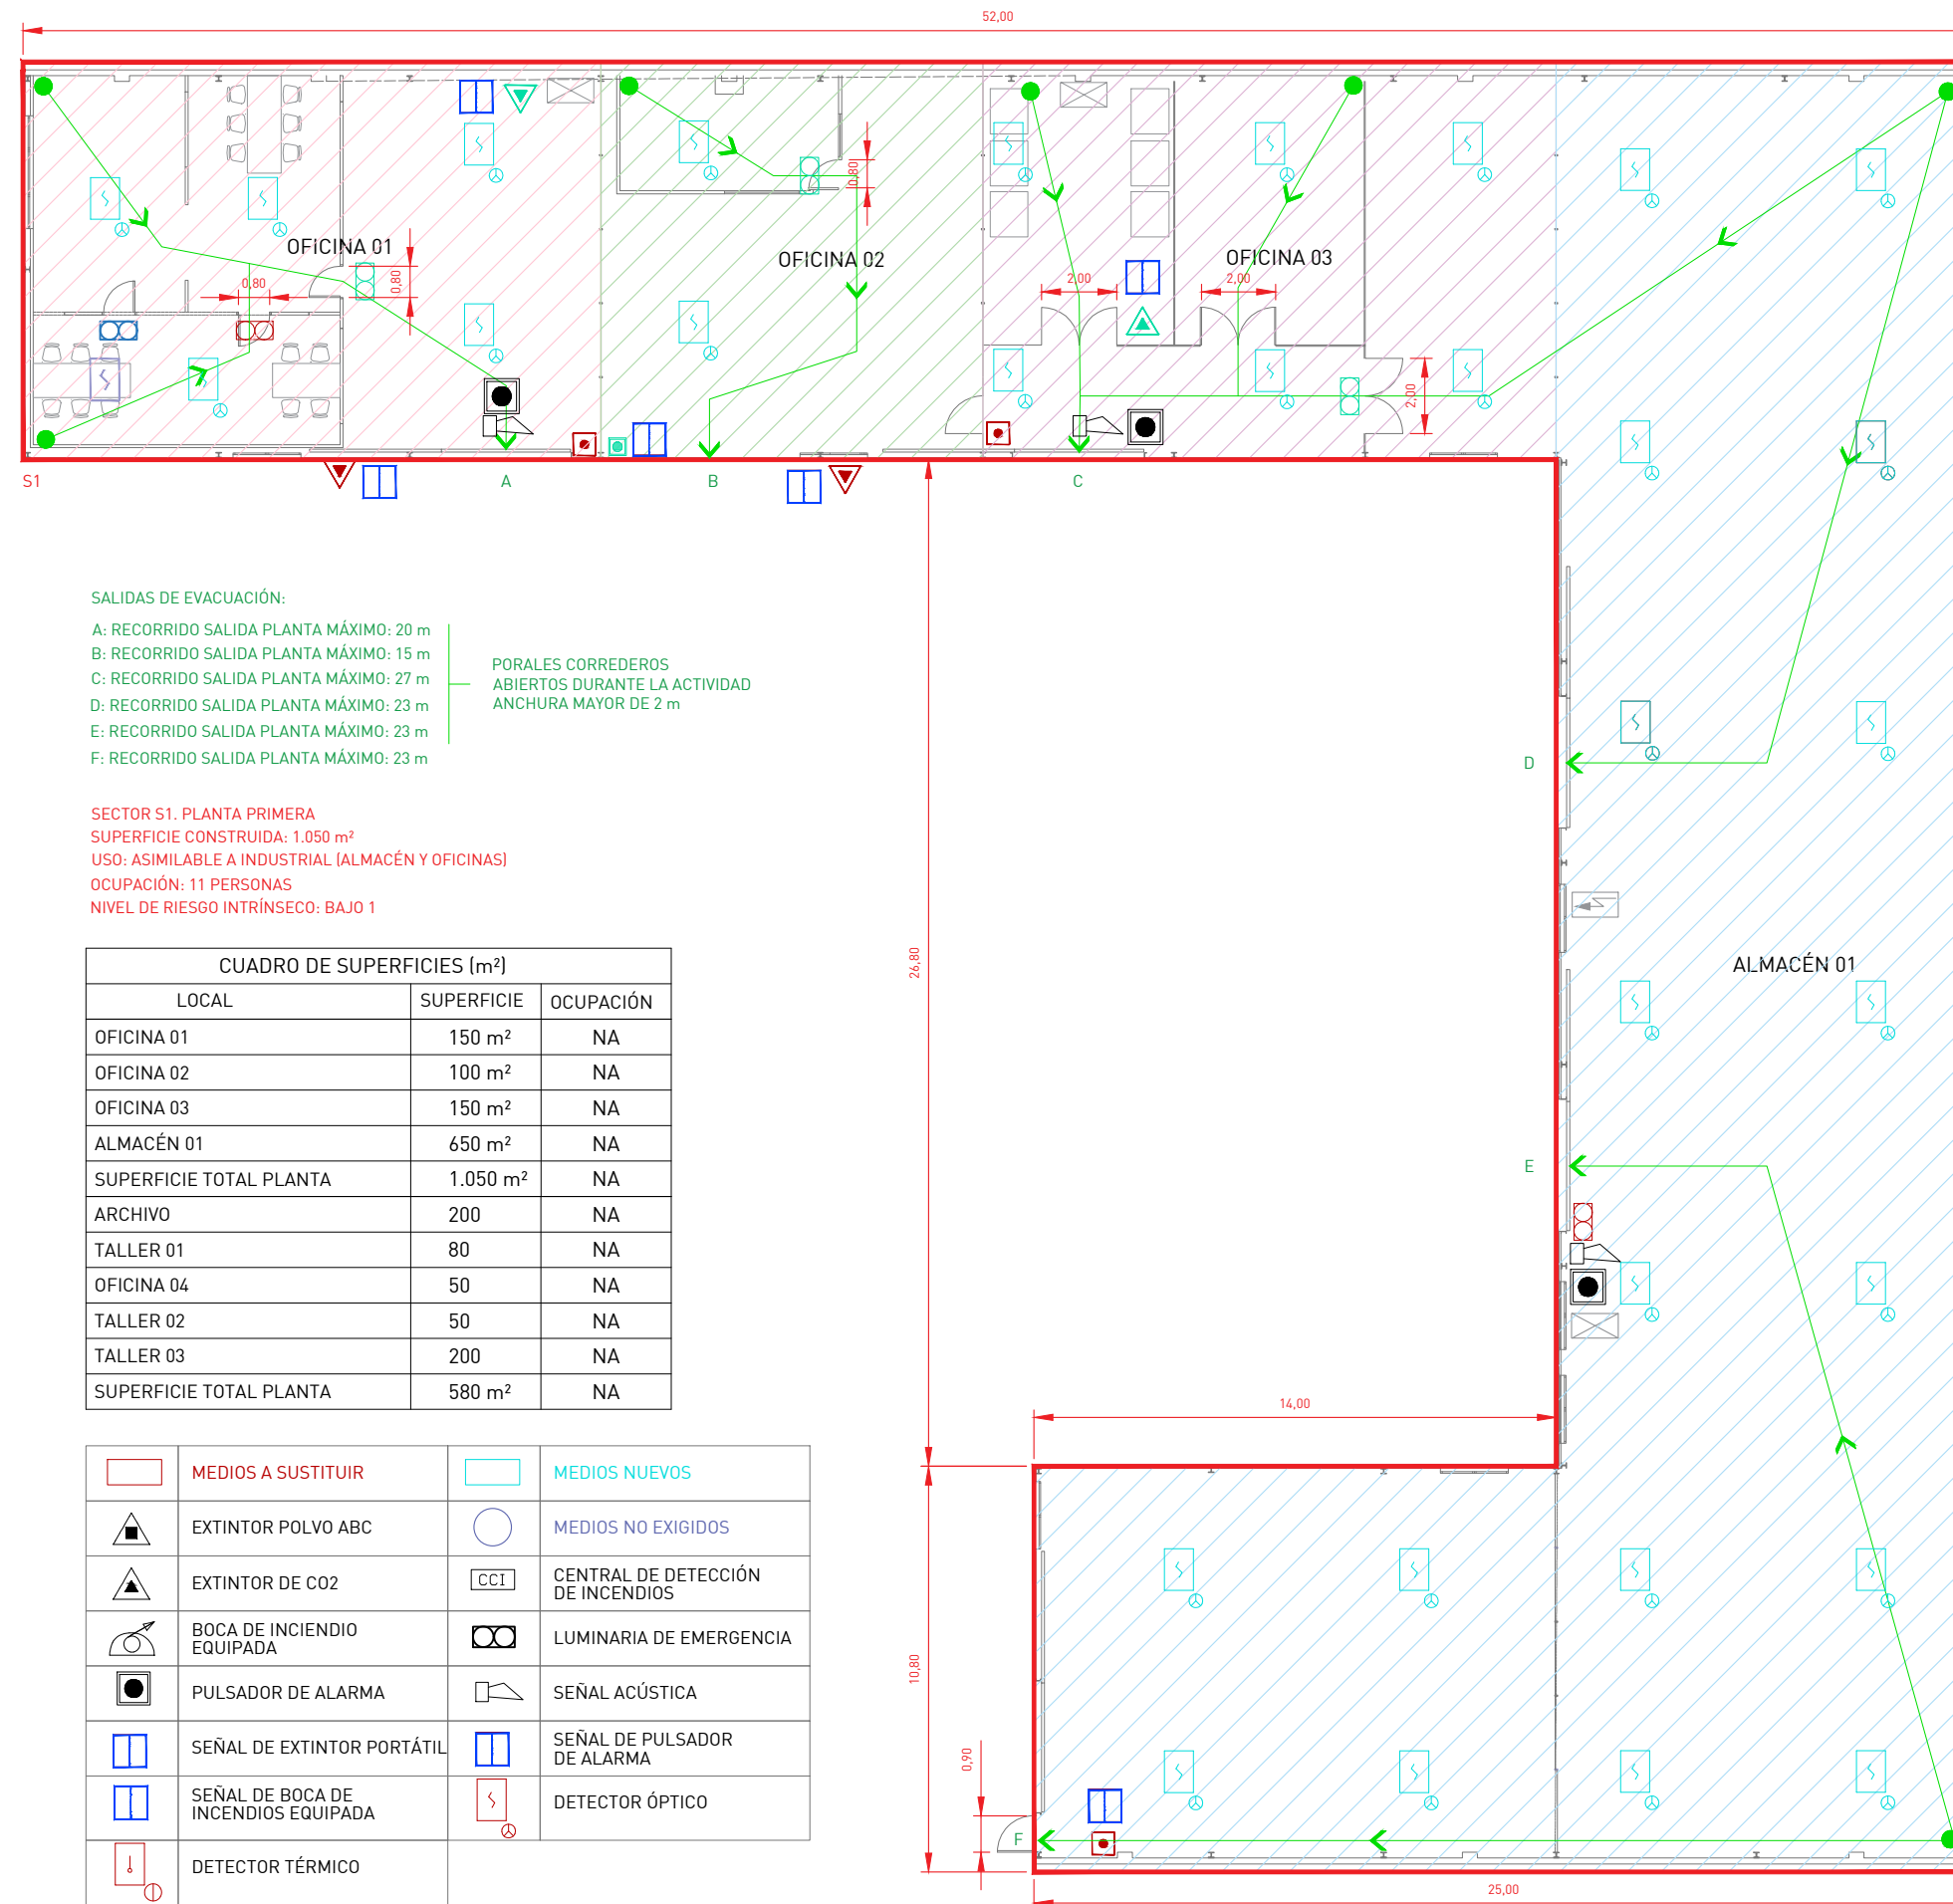 52,00
OFICINA 01
OFICINA 02
OFICINA 03
0,80
0,80
0,80
2,00
2,00
2,00
S1
A
B
C
SALIDAS DE EVACUACIÓN:
A: RECORRIDO SALIDA PLANTA MÁXIMO: 20 m
B: RECORRIDO SALIDA PLANTA MÁXIMO: 15 m
C: RECORRIDO SALIDA PLANTA MÁXIMO: 27 m
D: RECORRIDO SALIDA PLANTA MÁXIMO: 23 m
E: RECORRIDO SALIDA PLANTA MÁXIMO: 23 m
F: RECORRIDO SALIDA PLANTA MÁXIMO: 23 m
PORALES CORREDEROS
ABIERTOS DURANTE LA ACTIVIDAD
ANCHURA MAYOR DE 2 m
D
SECTOR S1. PLANTA PRIMERA
SUPERFICIE CONSTRUIDA: 1.050 m²
USO: ASIMILABLE A INDUSTRIAL (ALMACÉN Y OFICINAS)
OCUPACIÓN: 11 PERSONAS
NIVEL DE RIESGO INTRÍNSECO: BAJO 1
26,80
ALMACÉN 01
E
CUADRO DE SUPERFICIES (m²)
LOCAL SUPERFICIE OCUPACIÓN
OFICINA 01 150 m² NA
OFICINA 02 100 m² NA
OFICINA 03 150 m² NA
ALMACÉN 01 650 m² NA
SUPERFICIE TOTAL PLANTA 1.050 m² NA
ARCHIVO 200 NA
TALLER 01 80 NA
OFICINA 04 50 NA
TALLER 02 50 NA
TALLER 03 200 NA
SUPERFICIE TOTAL PLANTA 580 m² NA
14,00
MEDIOS A SUSTITUIR
MEDIOS NUEVOS
EXTINTOR POLVO ABC
MEDIOS NO EXIGIDOS
EXTINTOR DE CO2
CCI
CENTRAL DE DETECCIÓN
DE INCENDIOS
BOCA DE INCIENDIO
EQUIPADA
LUMINARIA DE EMERGENCIA
PULSADOR DE ALARMA
SEÑAL ACÚSTICA
SEÑAL DE EXTINTOR PORTÁTIL
SEÑAL DE PULSADOR
DE ALARMA
SEÑAL DE BOCA DE
INCENDIOS EQUIPADA
DETECTOR ÓPTICO
DETECTOR TÉRMICO
10,80
0,90
F
25,00